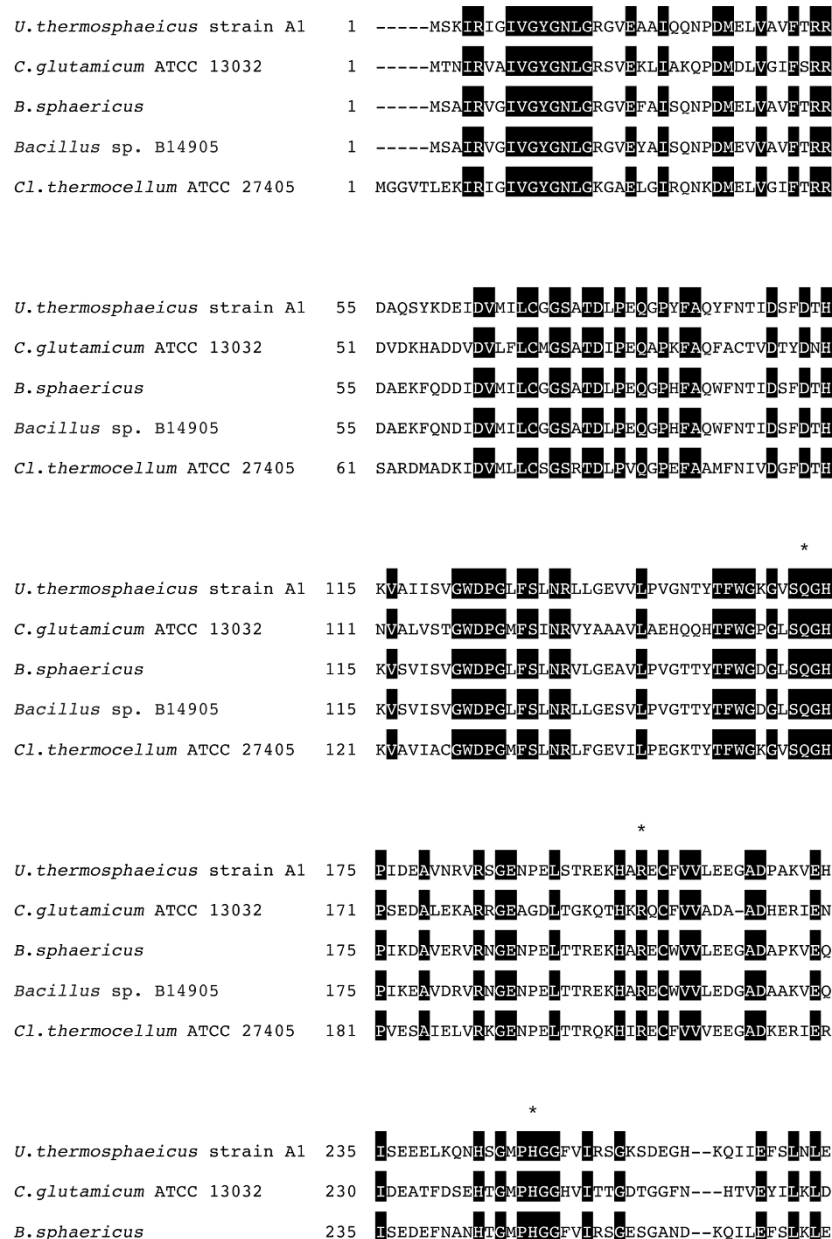 U.thermosphaeicus strain A1 1 -----MSKIRIGIVGYGNLGRGVEAAIQQNPDMELVAVFTRR
C.glutamicum ATCC 13032 1 -----MTNIRVAIVGYGNLGRSVEKLIAKQPDMDLVGIFSRR
B.sphaericus 1 -----MSAIRVGIVGYGNLGRGVEFAISQNPDMELVAVFTRR
Bacillus sp. B14905 1 -----MSAIRVGIVGYGNLGRGVEYAISQNPDMEVVAVFTRR
Cl.thermocellum ATCC 27405 1 MGGVTLEKIRIGIVGYGNLGKGAELGIRQNKDMELVGIFTRR
U.thermosphaeicus strain A1 55 DAQSYKDEIDVMILCGGSATDLPEQGPYFAQYFNTIDSFDTH
C.glutamicum ATCC 13032 51 DVDKHADDVDVLFLCMGSATDIPEQAPKFAQFACTVDTYDNH
B.sphaericus 55 DAEKFQDDIDVMILCGGSATDLPEQGPHFAQWFNTIDSFDTH
Bacillus sp. B14905 55 DAEKFQNDIDVMILCGGSATDLPEQGPHFAQWFNTIDSFDTH
Cl.thermocellum ATCC 27405 61 SARDMADKIDVMLLCSGSRTDLPVQGPEFAAMFNIVDGFDTH
*
U.thermosphaeicus strain A1 115 KVAIISVGWDPGLFSLNRLLGEVVLPVGNTYTFWGKGVSQGH
C.glutamicum ATCC 13032 111 NVALVSTGWDPGMFSINRVYAAAVLAEHQQHTFWGPGLSQGH
B.sphaericus 115 KVSVISVGWDPGLFSLNRVLGEAVLPVGTTYTFWGDGLSQGH
Bacillus sp. B14905 115 KVSVISVGWDPGLFSLNRLLGESVLPVGTTYTFWGDGLSQGH
Cl.thermocellum ATCC 27405 121 KVAVIACGWDPGMFSLNRLFGEVILPEGKTYTFWGKGVSQGH
*
U.thermosphaeicus strain A1 175 PIDEAVNRVRSGENPELSTREKHARECFVVLEEGADPAKVEH
C.glutamicum ATCC 13032 171 PSEDALEKARRGEAGDLTGKQTHKRQCFVVADA-ADHERIEN
B.sphaericus 175 PIKDAVERVRNGENPELTTREKHARECWVVLEEGADAPKVEQ
Bacillus sp. B14905 175 PIKEAVDRVRNGENPELTTREKHARECWVVLEDGADAAKVEQ
Cl.thermocellum ATCC 27405 181 PVESAIELVRKGENPELTTRQKHIRECFVVVEEGADKERIER
*
U.thermosphaeicus strain A1 235 ISEEELKQNHSGMPHGGFVIRSGKSDEGH--KQIIEFSLNLE
C.glutamicum ATCC 13032 230 IDEATFDSEHTGMPHGGHVITTGDTGGFN---HTVEYILKLD
B.sphaericus 235 ISEDEFNANHTGMPHGGFVIRSGESGAND--KQILEFSLKLE